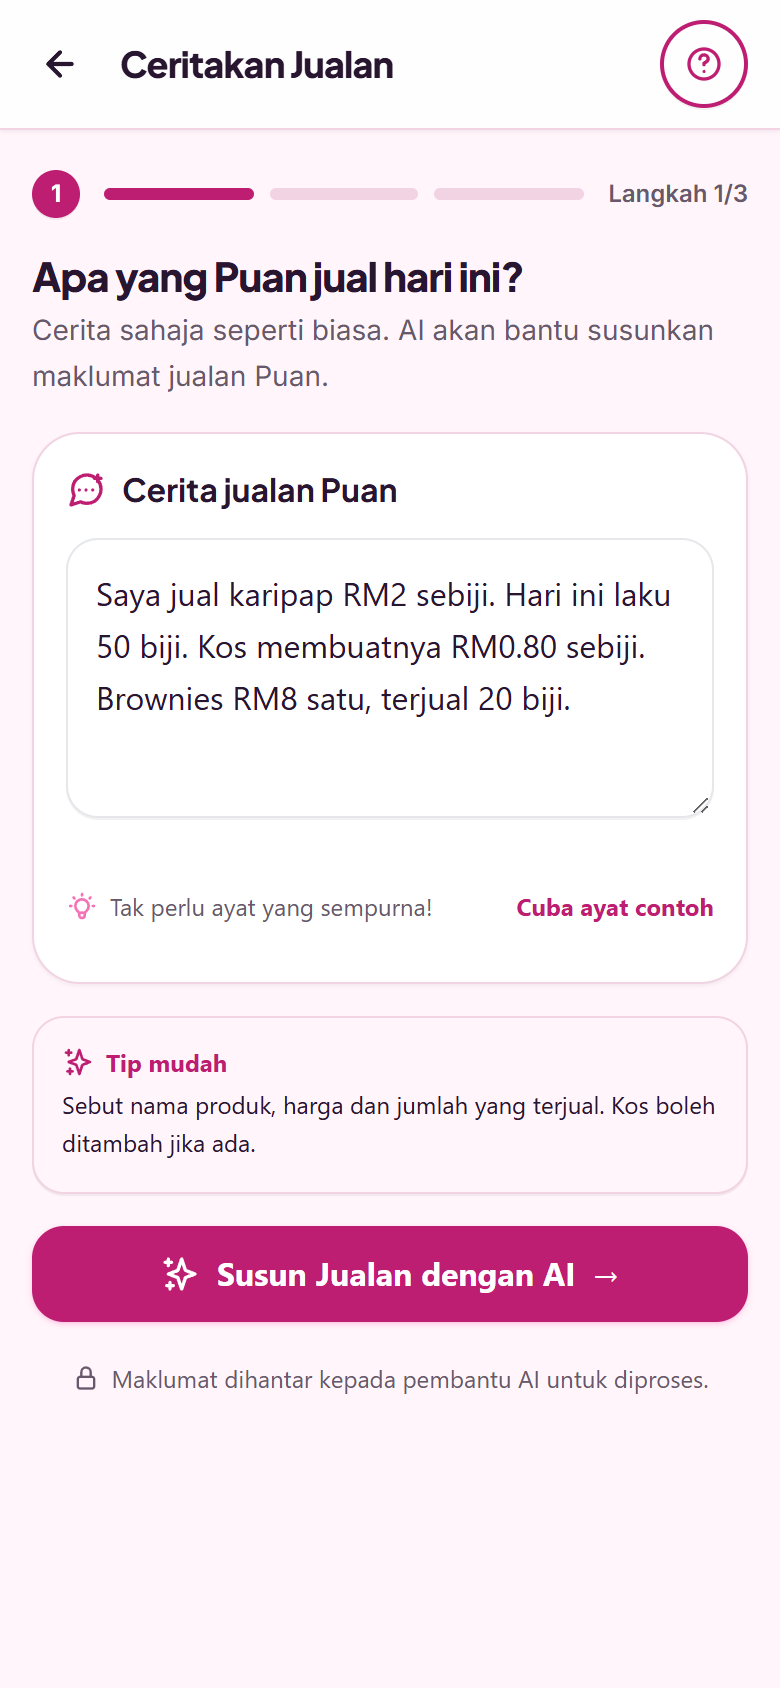 Ceritakan Jualan
1
Langkah 1/3
Apa yang Puan jual hari ini?
Cerita sahaja seperti biasa. AI akan bantu susunkan
maklumat jualan Puan.
Cerita jualan Puan
Saya jual karipap RM2 sebiji. Hari ini laku
50 biji. Kos membuatnya RM0.80 sebiji.
Brownies RM8 satu, terjual 20 biji.
Tak perlu ayat yang sempurna!
Cuba ayat contoh
Tip mudah
Sebut nama produk, harga dan jumlah yang terjual. Kos boleh
ditambah jika ada.
Susun Jualan dengan AI →
Maklumat dihantar kepada pembantu AI untuk diproses.